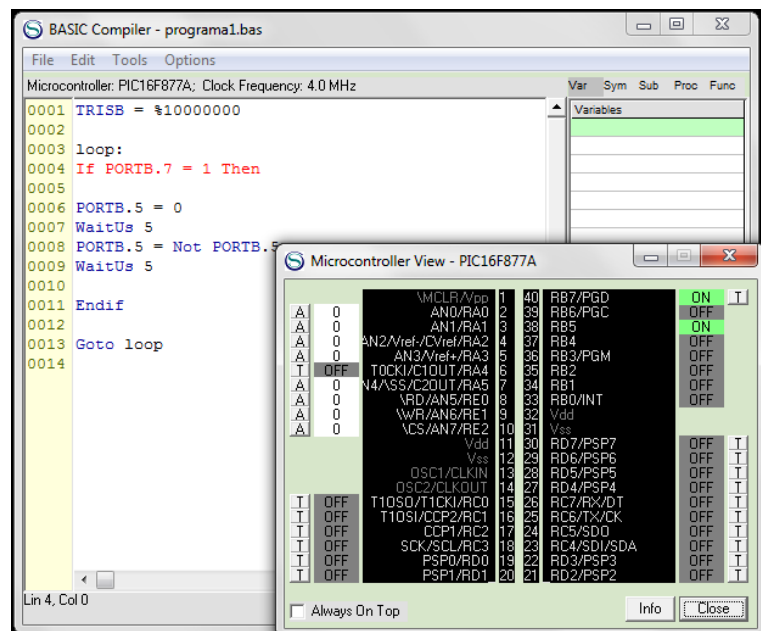 BASIC Compiler - programa1.bas
File Edit Tools Options
Microcontroller: PIC16F877A; Clock Frequency: 4.0 MHz
Var Sym Sub Proc Func
Variables
0001 TRISB = %10000000
0002
0003 loop:
0004 If PORTB.7 = 1 Then
0005
0006 PORTB.5 = 0
0007 WaitUs 5
0008 PORTB.5 = Not PORTB.5
0009 WaitUs 5
0010
0011 Endif
0012
0013 Goto loop
0014
Lin 4, Col 0
Microcontroller View - PIC16F877A
\MCLR/Vpp 1 40 RB7/PGD ON T
A 0 AN0/RA0 2 39 RB6/PGC OFF
A 0 AN1/RA1 3 38 RB5 ON
A 0 AN2/Vref-/CVref/RA2 4 37 RB4 OFF
A 0 AN3/Vref+/RA3 5 36 RB3/PGM OFF
T OFF T0CKI/C1OUT/RA4 6 35 RB2 OFF
A 0 N4/\SS/C2OUT/RA5 7 34 RB1 OFF
A 0 \RD/AN5/RE0 8 33 RB0/INT OFF
A 0 \WR/AN6/RE1 9 32 Vdd
A 0 \CS/AN7/RE2 10 31 Vss
Vdd 11 30 RD7/PSP7 OFF T
Vss 12 29 RD6/PSP6 OFF T
OSC1/CLKIN 13 28 RD5/PSP5 OFF T
OSC2/CLKOUT 14 27 RD4/PSP4 OFF T
T OFF T1OSO/T1CKI/RC0 15 26 RC7/RX/DT OFF T
T OFF T1OSI/CCP2/RC1 16 25 RC6/TX/CK OFF T
T OFF CCP1/RC2 17 24 RC5/SDO OFF T
T OFF SCK/SCL/RC3 18 23 RC4/SDI/SDA OFF T
T OFF PSP0/RD0 19 22 RD3/PSP3 OFF T
T OFF PSP1/RD1 20 21 RD2/PSP2 OFF T
Always On Top
Info Close